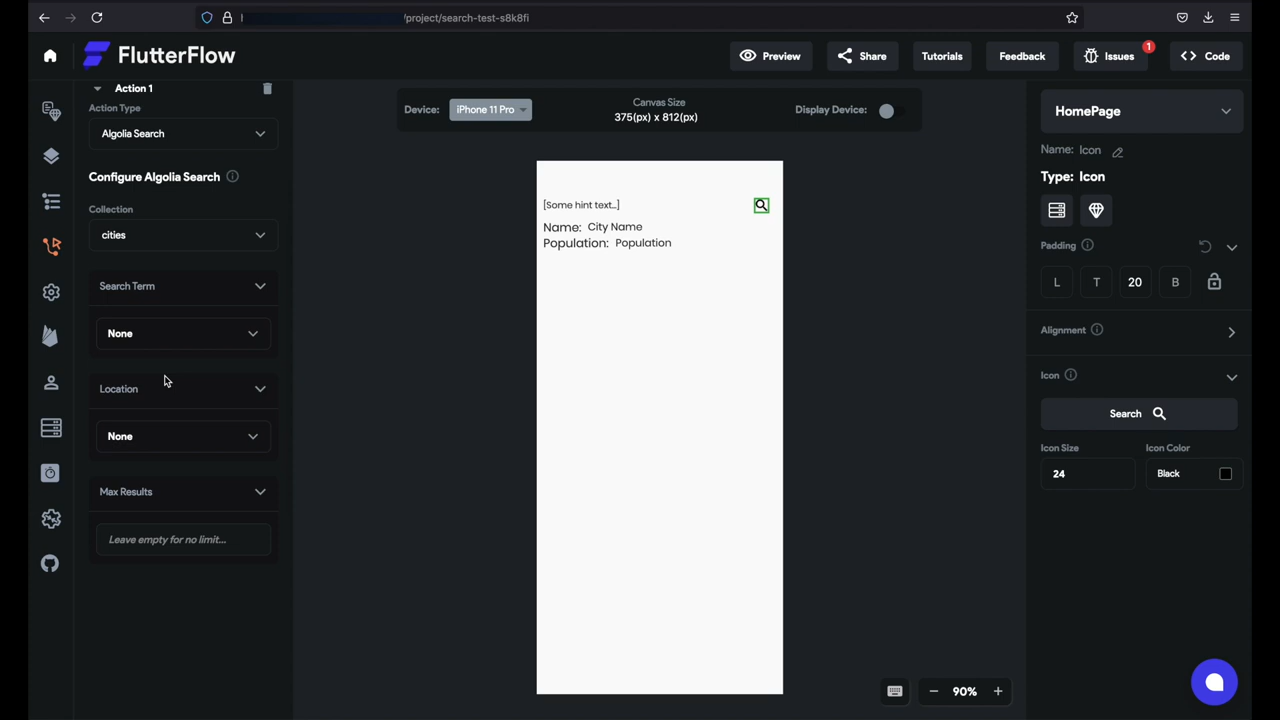 /project/search-test-s8k8fi
FlutterFlow
Preview
Share
Tutorials
Feedback
Issues
1
Code
Action 1
Action Type
Algolia Search
Configure Algolia Search
Collection
cities
Search Term
None
Location
None
Max Results
Leave empty for no limit...
Device:
iPhone 11 Pro
Canvas Size
375(px) x 812(px)
Display Device:
[Some hint text...]
Name: City Name
Population: Population
90%
HomePage
Name: Icon
Type: Icon
Padding
L
T
20
B
Alignment
Icon
Search
Icon Size
Icon Color
24
Black